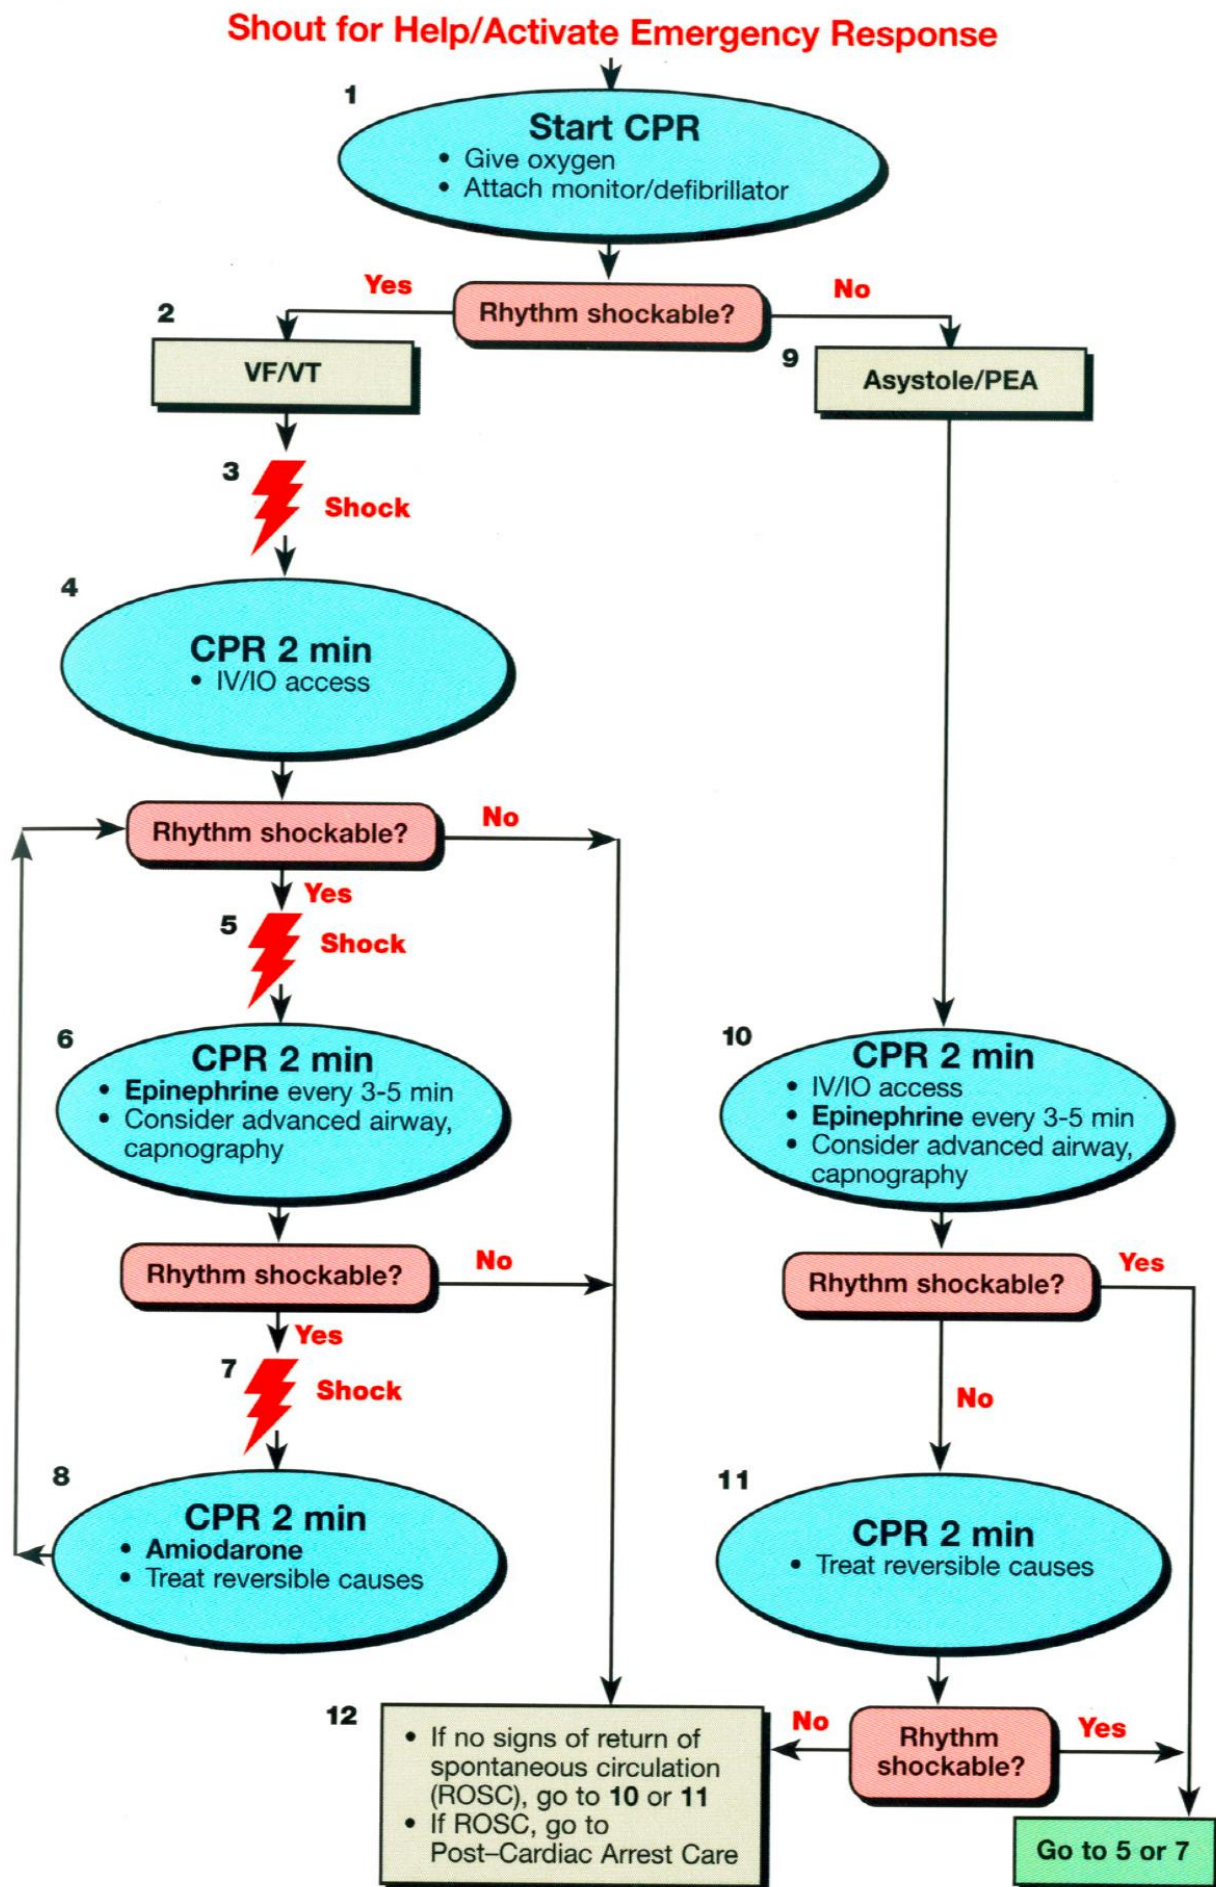 Shout for Help/Activate Emergency Response
1
Start CPR
• Give oxygen
• Attach monitor/defibrillator
Rhythm shockable?
Yes
No
2
VF/VT
9
Asystole/PEA
3
Shock
4
CPR 2 min
• IV/IO access
Rhythm shockable?
No
Yes
5
Shock
6
CPR 2 min
• Epinephrine every 3-5 min
• Consider advanced airway,
capnography
Rhythm shockable?
No
Yes
7
Shock
8
CPR 2 min
• Amiodarone
• Treat reversible causes
10
CPR 2 min
• IV/IO access
• Epinephrine every 3-5 min
• Consider advanced airway,
capnography
Rhythm shockable?
Yes
No
11
CPR 2 min
• Treat reversible causes
Rhythm
shockable?
No
Yes
12
• If no signs of return of
spontaneous circulation
(ROSC), go to 10 or 11
• If ROSC, go to
Post–Cardiac Arrest Care
Go to 5 or 7